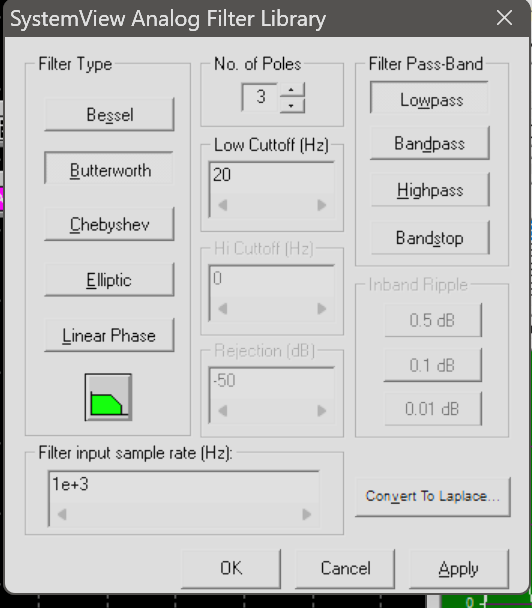 SystemView Analog Filter Library
Filter Type
No. of Poles
Filter Pass-Band
3
Lowpass
Bessel
Low Cuttoff (Hz)
Bandpass
Butterworth
20
Highpass
Chebyshev
Hi Cuttoff (Hz)
Bandstop
Elliptic
0
Inband Ripple
0.5 dB
Linear Phase
Rejection (dB)
0.1 dB
-50
0.01 dB
Filter input sample rate (Hz):
1e+3
Convert To Laplace...
OK
Cancel
Apply
0